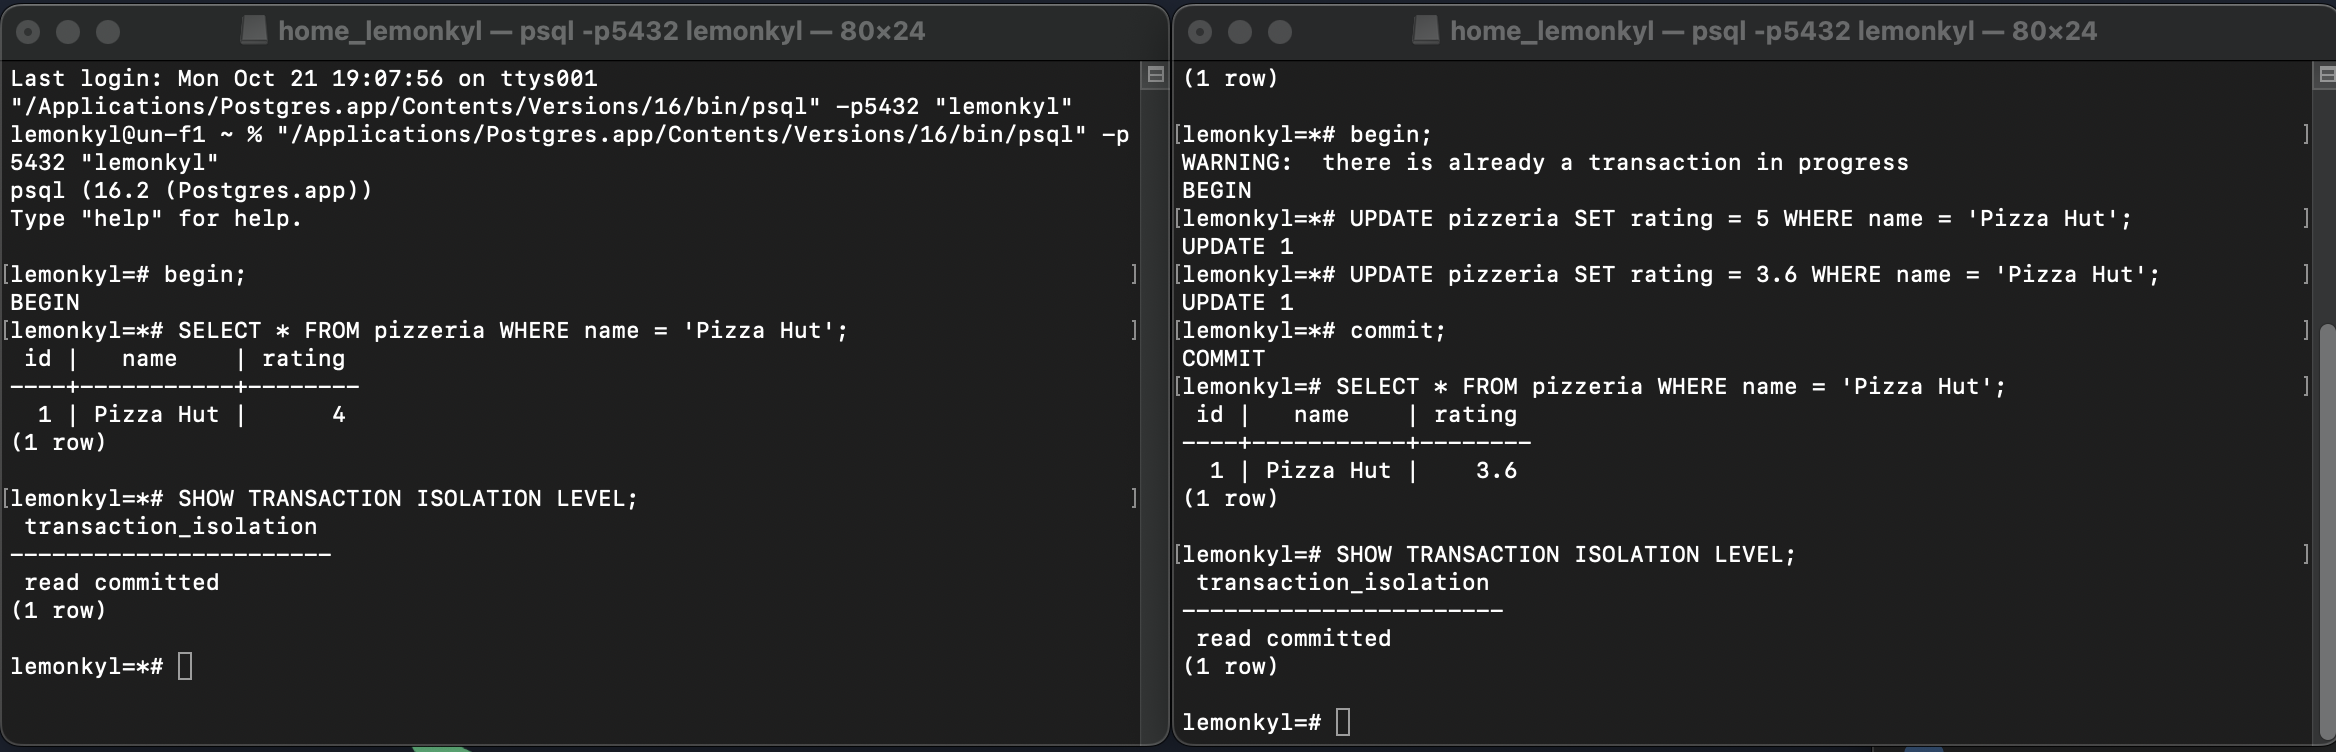 home_lemonkyl — psql -p5432 lemonkyl — 80×24
Last login: Mon Oct 21 19:07:56 on ttys001
"/Applications/Postgres.app/Contents/Versions/16/bin/psql" -p5432 "lemonkyl"
lemonkyl@un-f1 ~ % "/Applications/Postgres.app/Contents/Versions/16/bin/psql" -p
5432 "lemonkyl"
psql (16.2 (Postgres.app))
Type "help" for help.

[lemonkyl=# begin; ]
BEGIN
[lemonkyl=*# SELECT * FROM pizzeria WHERE name = 'Pizza Hut'; ]
 id |   name    | rating
----+-----------+--------
  1 | Pizza Hut |      4
(1 row)

[lemonkyl=*# SHOW TRANSACTION ISOLATION LEVEL; ]
 transaction_isolation
-----------------------
 read committed
(1 row)

lemonkyl=*#
home_lemonkyl — psql -p5432 lemonkyl — 80×24
(1 row)

[lemonkyl=*# begin; ]
WARNING:  there is already a transaction in progress
BEGIN
[lemonkyl=*# UPDATE pizzeria SET rating = 5 WHERE name = 'Pizza Hut'; ]
UPDATE 1
[lemonkyl=*# UPDATE pizzeria SET rating = 3.6 WHERE name = 'Pizza Hut'; ]
UPDATE 1
[lemonkyl=*# commit; ]
COMMIT
[lemonkyl=# SELECT * FROM pizzeria WHERE name = 'Pizza Hut'; ]
 id |   name    | rating
----+-----------+--------
  1 | Pizza Hut |    3.6
(1 row)

[lemonkyl=# SHOW TRANSACTION ISOLATION LEVEL; ]
 transaction_isolation
-----------------------
 read committed
(1 row)

lemonkyl=#